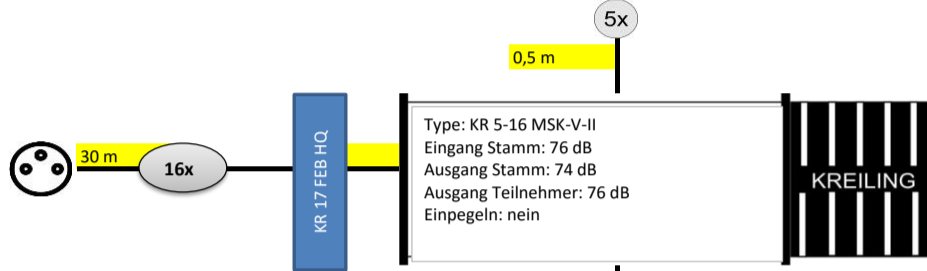 5x
0,5 m
30 m
16x
KR 17 FEB HQ
Type: KR 5-16 MSK-V-II
Eingang Stamm: 76 dB
Ausgang Stamm: 74 dB
Ausgang Teilnehmer: 76 dB
Einpegeln: nein
KREILING